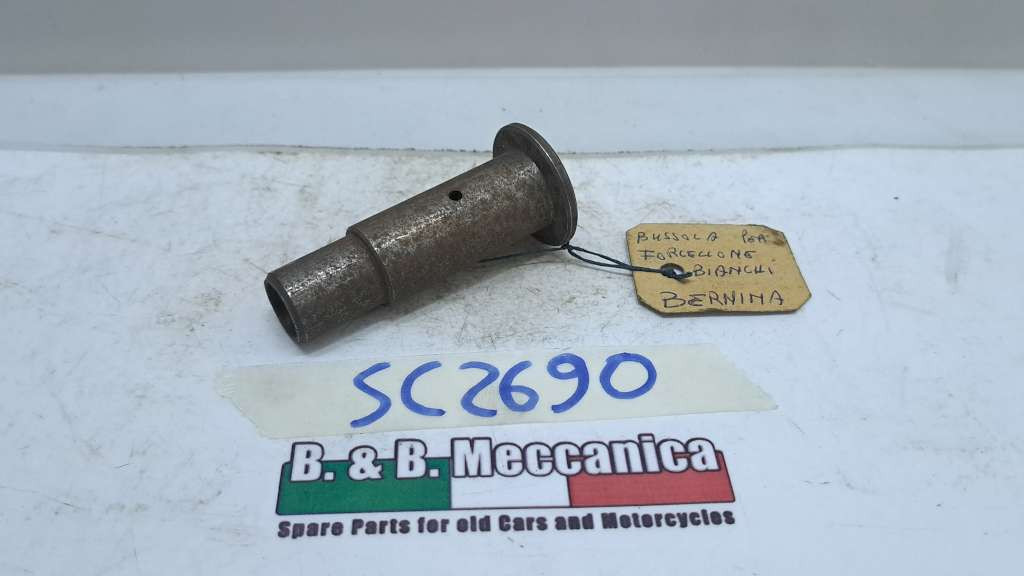 BUSSOLA PER
FORCELLONE
BIANCHI
BERNINA
SC2690
B. & B. Meccanica
Spare Parts for old Cars and Motorcycles